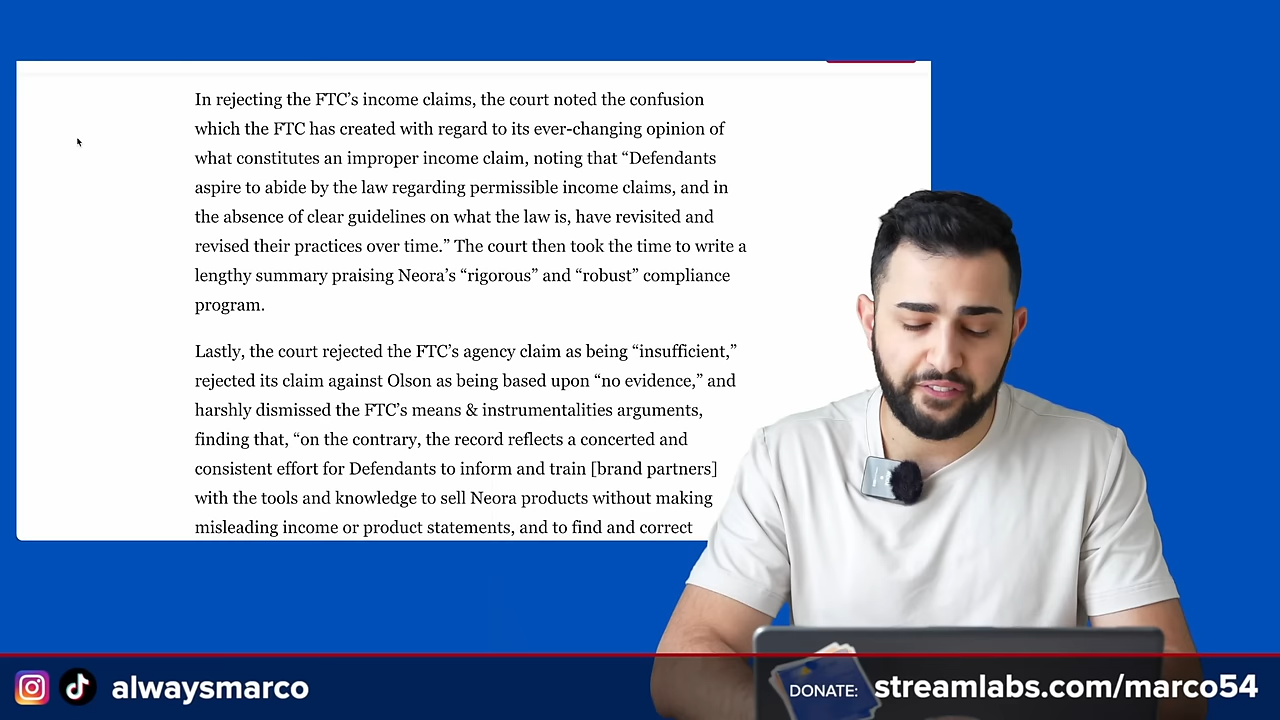 In rejecting the FTC’s income claims, the court noted the confusion
which the FTC has created with regard to its ever-changing opinion of
what constitutes an improper income claim, noting that “Defendants
aspire to abide by the law regarding permissible income claims, and in
the absence of clear guidelines on what the law is, have revisited and
revised their practices over time.” The court then took the time to write a
lengthy summary praising Neora’s “rigorous” and “robust” compliance
program.
Lastly, the court rejected the FTC’s agency claim as being “insufficient,”
rejected its claim against Olson as being based upon “no evidence,” and
harshly dismissed the FTC’s means & instrumentalities arguments,
finding that, “on the contrary, the record reflects a concerted and
consistent effort for Defendants to inform and train [brand partners]
with the tools and knowledge to sell Neora products without making
misleading income or product statements, and to find and correct
alwaysmarco
DONATE: streamlabs.com/marco54